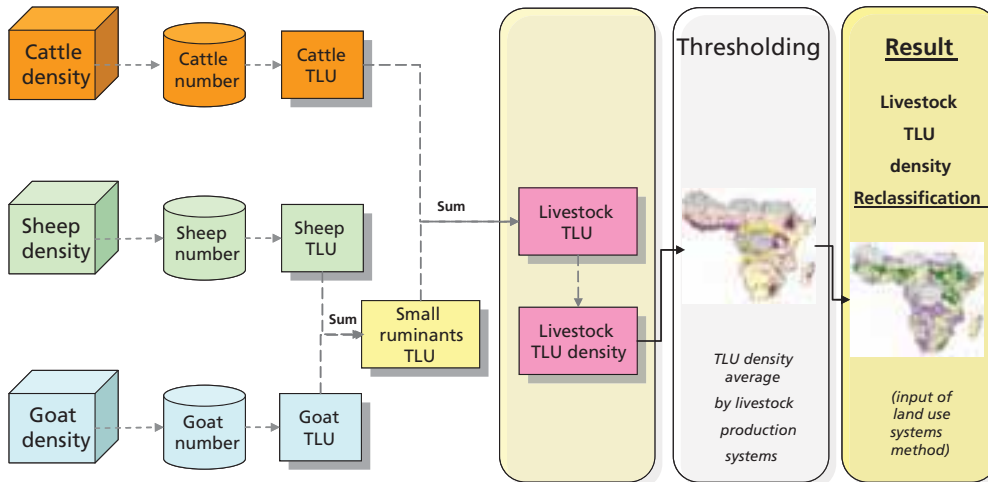 Cattle
density
Cattle
number
Cattle
TLU
Sheep
density
Sheep
number
Sheep
TLU
Goat
density
Goat
number
Goat
TLU
Sum
Small
ruminants
TLU
Sum
Livestock
TLU
Livestock
TLU density
Thresholding
TLU density
average
by livestock
production
systems
Result
Livestock
TLU
density
Reclassification
(input of
land use
systems
method)